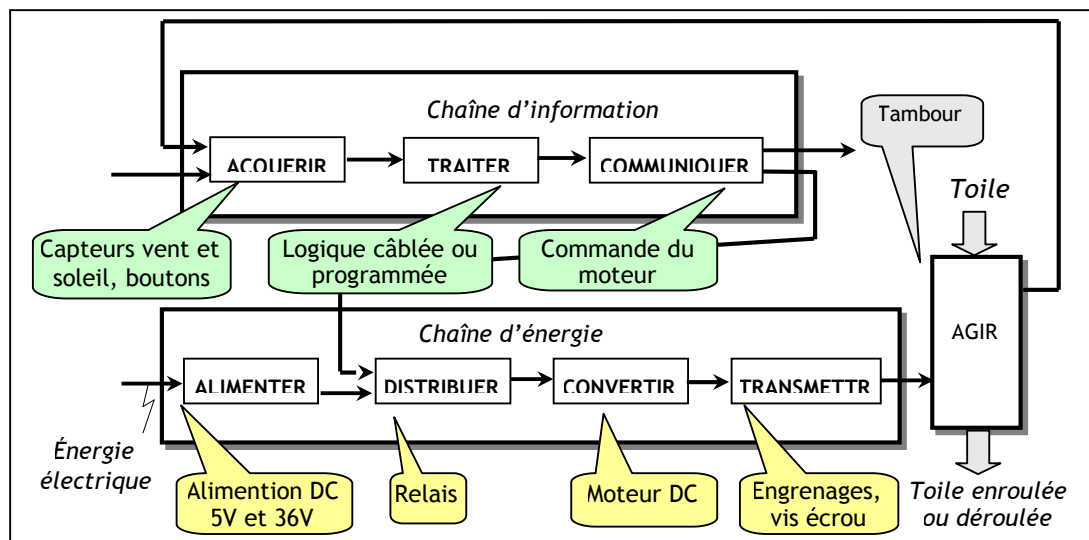 Chaîne d'information
Tambour
ACQUERIR
TRAITER
COMMUNIQUER
Toile
Capteurs vent et
soleil, boutons
Logique câblée ou
programmée
Commande du
moteur
Chaîne d'énergie
AGIR
ALIMENTER
DISTRIBUER
CONVERTIR
TRANSMETTR
Énergie
électrique
Alimention DC
5V et 36V
Relais
Moteur DC
Engrenages,
vis écrou
Toile enroulée
ou déroulée